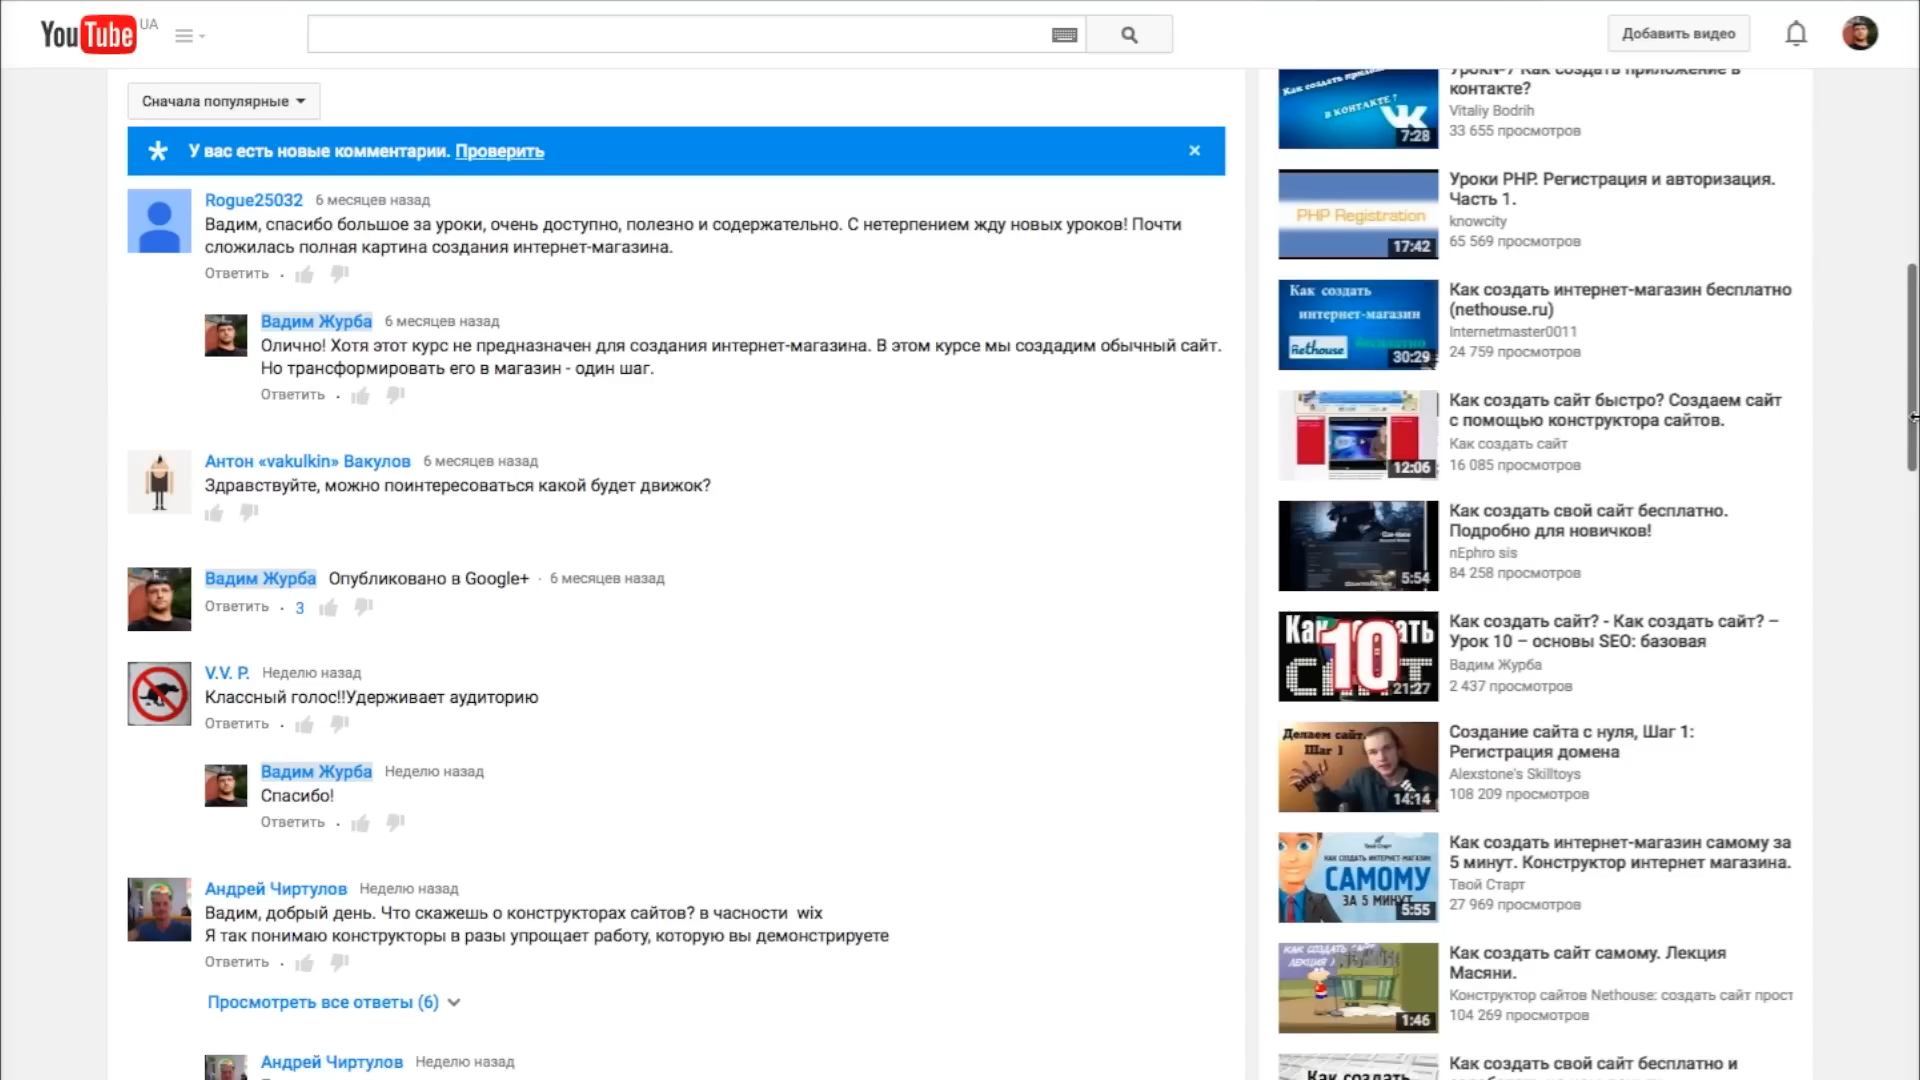 YouTube UA
Добавить видео
Сначала популярные
У вас есть новые комментарии. Проверить
Rogue25032 6 месяцев назад
Вадим, спасибо большое за уроки, очень доступно, полезно и содержательно. С нетерпением жду новых уроков! Почти
сложилась полная картина создания интернет-магазина.
Ответить
Вадим Журба 6 месяцев назад
Олично! Хотя этот курс не предназначен для создания интернет-магазина. В этом курсе мы создадим обычный сайт.
Но трансформировать его в магазин - один шаг.
Ответить
Антон «vakulkin» Вакулов 6 месяцев назад
Здравствуйте, можно поинтересоваться какой будет движок?
Вадим Журба Опубликовано в Google+ · 6 месяцев назад
Ответить · 3
V.V. P. Неделю назад
Классный голос!!Удерживает аудиторию
Ответить
Вадим Журба Неделю назад
Спасибо!
Ответить
Андрей Чиртулов Неделю назад
Вадим, добрый день. Что скажешь о конструкторах сайтов? в часности wix
Я так понимаю конструкторы в разы упрощает работу, которую вы демонстрируете
Ответить
Просмотреть все ответы (6)
Андрей Чиртулов Неделю назад
Как создать
В КОНТАКТЕ?
7:28
Урок№7 Как создать приложение в
контакте?
Vitaliy Bodrih
33 655 просмотров
PHP Registration
17:42
Уроки PHP. Регистрация и авторизация.
Часть 1.
knowcity
65 569 просмотров
Как создать
интернет-магазин
nethouse бесплатно
30:29
Как создать интернет-магазин бесплатно
(nethouse.ru)
Internetmaster0011
24 759 просмотров
12:06
Как создать сайт быстро? Создаем сайт
с помощью конструктора сайтов.
Как создать сайт
16 085 просмотров
5:54
Как создать свой сайт бесплатно.
Подробно для новичков!
nEphro sis
84 258 просмотров
10
21:27
Как создать сайт? - Как создать сайт? –
Урок 10 – основы SEO: базовая
Вадим Журба
2 437 просмотров
Делаем сайт.
Шаг 1
http://
14:14
Создание сайта с нуля, Шаг 1:
Регистрация домена
Alexstone's Skilltoys
108 209 просмотров
Твой Старт
КАК СОЗДАТЬ ИНТЕРНЕТ-МАГАЗИН
САМОМУ
ЗА 5 МИНУТ
5:55
Как создать интернет-магазин самому за
5 минут. Конструктор интернет магазина.
Твой Старт
27 969 просмотров
КАК СОЗДАТЬ САЙТ
ЛЕКЦИЯ
1:46
Как создать сайт самому. Лекция
Масяни.
Конструктор сайтов Nethouse: создать сайт прост
104 269 просмотров
Как создать
Как создать свой сайт бесплатно и